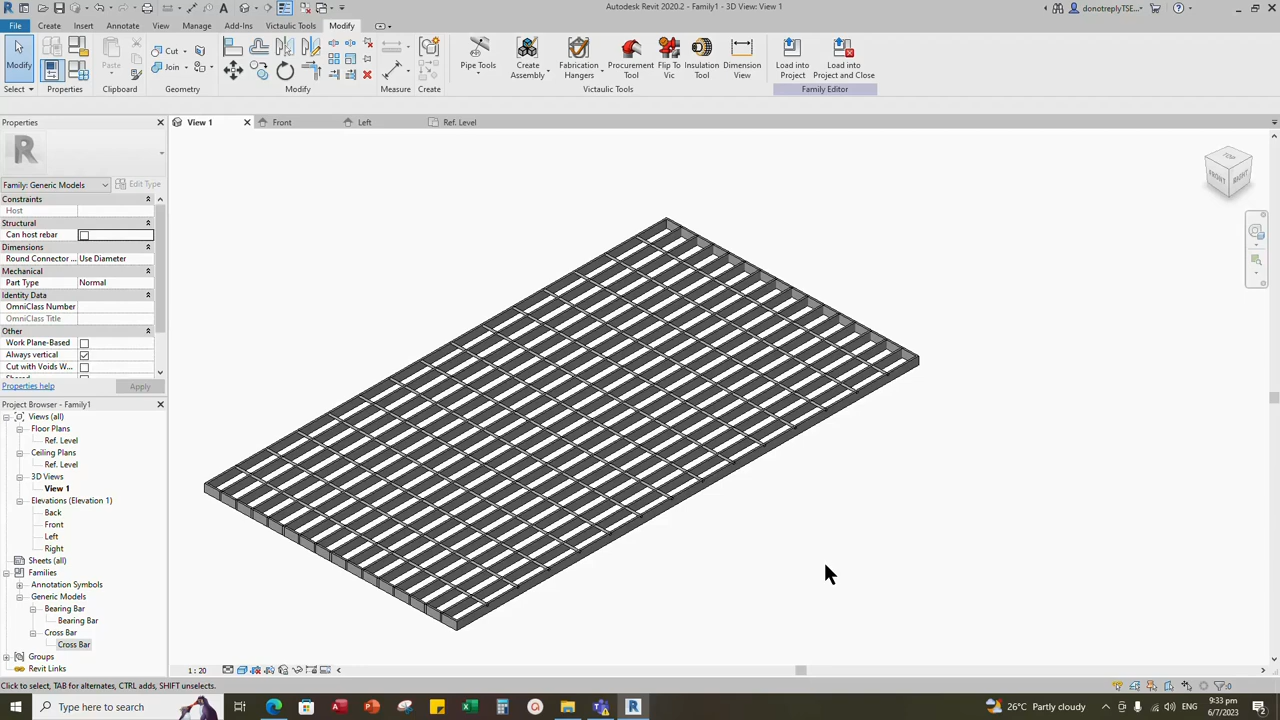 Autodesk Revit 2020.2 - Family1 - 3D View: View 1
donotreplyTSE...
File
Create
Insert
Annotate
View
Manage
Add-Ins
Victaulic Tools
Modify
Modify
Paste
Cut
Join
Pipe Tools
Create
Assembly
Fabrication
Hangers
Procurement
Tool
Flip To
Vic
Insulation
Tool
Dimension
View
Load into
Project
Load into
Project and Close
Select
Properties
Clipboard
Geometry
Modify
Measure
Create
Victaulic Tools
Family Editor
Properties
View 1
Front
Left
Ref. Level
R
TOP
FRONT
RIGHT
Family: Generic Models
Edit Type
Constraints
Host
Structural
Can host rebar
Dimensions
Round Connector ...
Use Diameter
Mechanical
Part Type
Normal
Identity Data
OmniClass Number
OmniClass Title
Other
Work Plane-Based
Always vertical
Cut with Voids W...
Properties help
Apply
Project Browser - Family1
Views (all)
Floor Plans
Ref. Level
Ceiling Plans
Ref. Level
3D Views
View 1
Elevations (Elevation 1)
Back
Front
Left
Right
Sheets (all)
Families
Annotation Symbols
Generic Models
Bearing Bar
Bearing Bar
Cross Bar
Cross Bar
Groups
Revit Links
1 : 20
Click to select, TAB for alternates, CTRL adds, SHIFT unselects.
:0
Type here to search
26°C Partly cloudy
9:33 pm
6/7/2023